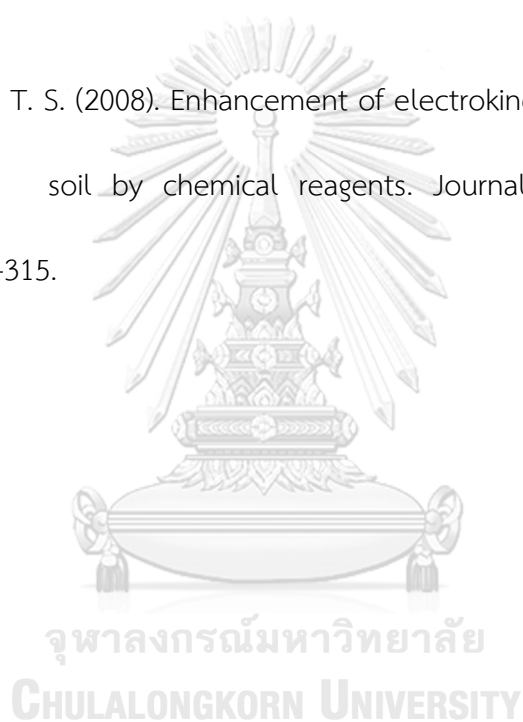 T. S. (2008). Enhancement of electrokin
soil by chemical reagents. Journal
-315.
จุฬาลงกรณ์มหาวิทยาลัย
CHULALONGKORN UNIVERSITY